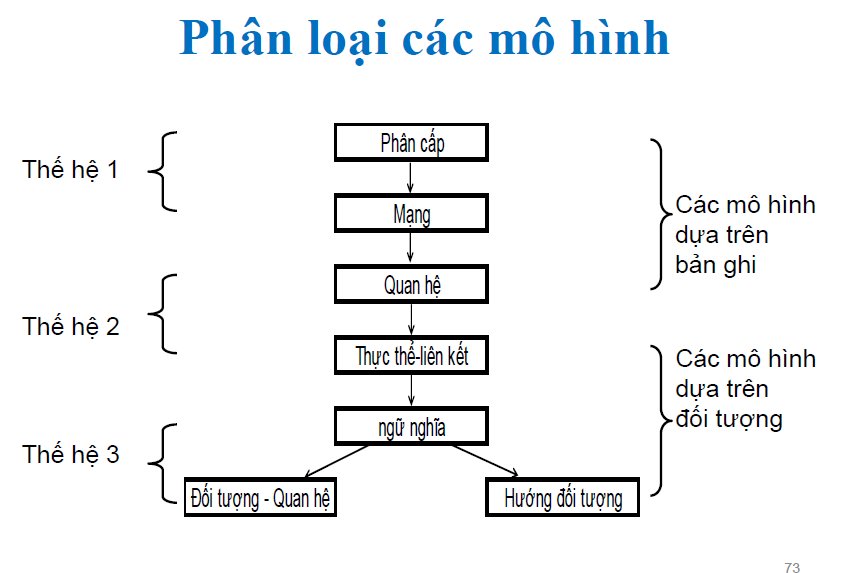 Phân loại các mô hình
Phân cấp
Thế hệ 1
Mạng
Các mô hình
dựa trên
bản ghi
Quan hệ
Thế hệ 2
Thực thể-liên kết
Các mô hình
dựa trên
đối tượng
ngữ nghĩa
Thế hệ 3
Đối tượng - Quan hệ
Hướng đối tượng
73